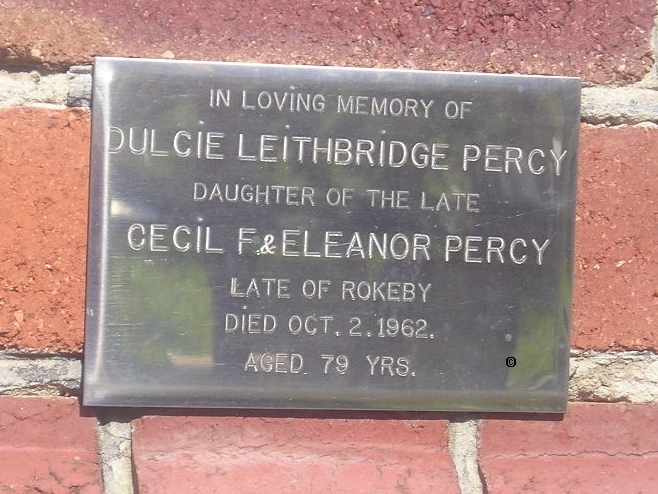 IN LOVING MEMORY OF
DULCIE LEITHBRIDGE PERCY
DAUGHTER OF THE LATE
CECIL F. & ELEANOR PERCY
LATE OF ROKEBY
DIED OCT. 2. 1962.
AGED 79 YRS.
©